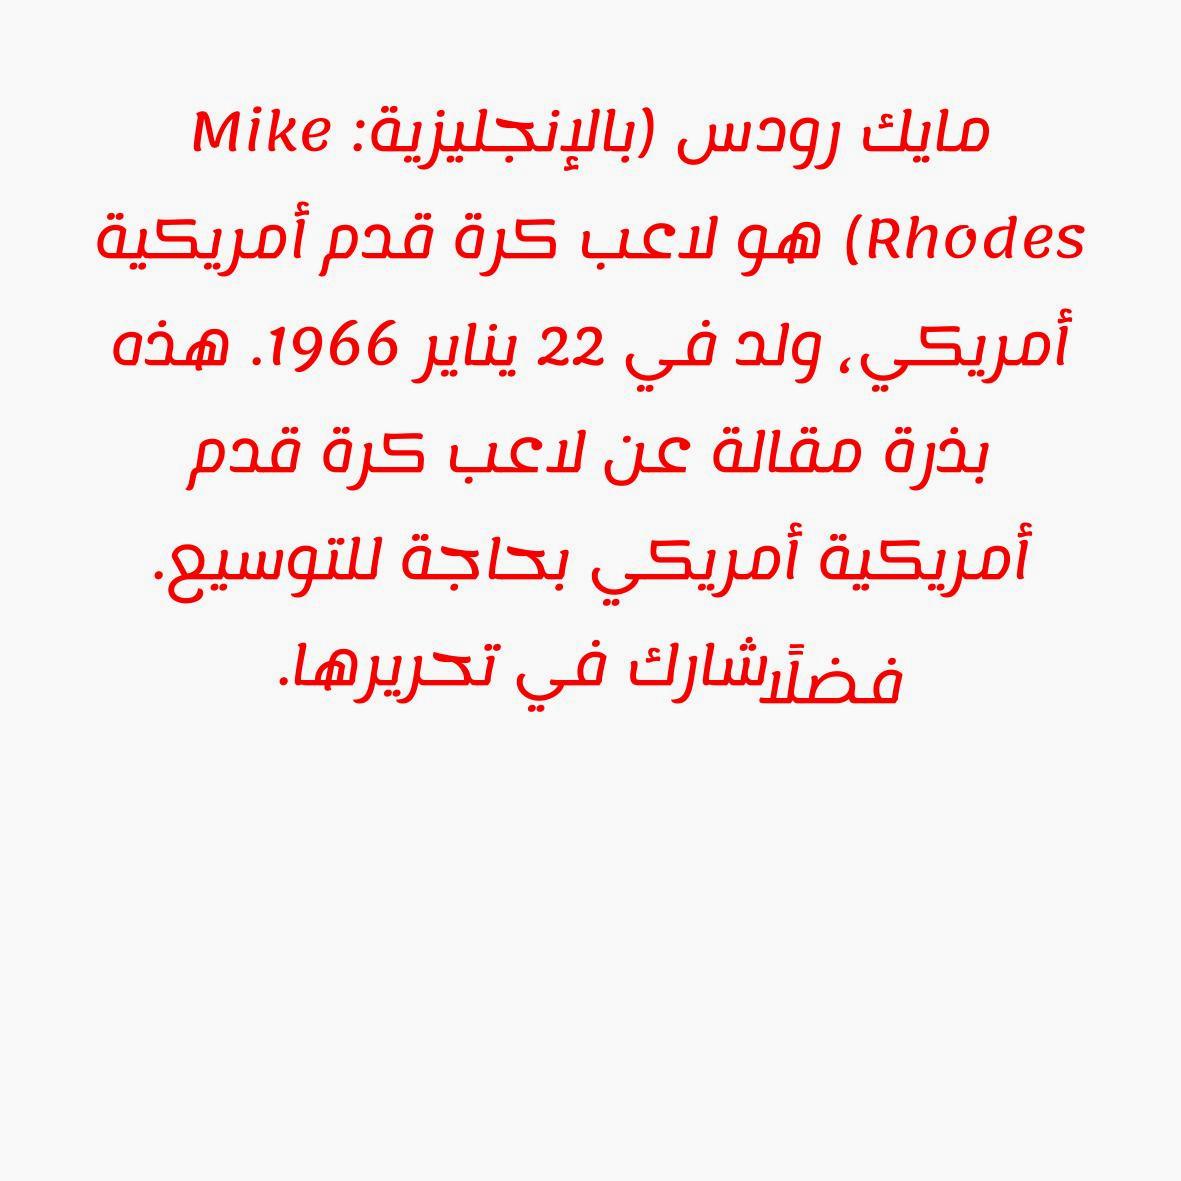 مايك رودس (بالإنجليزية: Mike
Rhodes) هو لاعب كرة قدم أمريكية
أمريكي، ولد في 22 يناير 1966. هذه
بذرة مقالة عن لاعب كرة قدم
أمريكية أمريكي بحاجة للتوسيع.
فضلًا شارك في تحريرها.